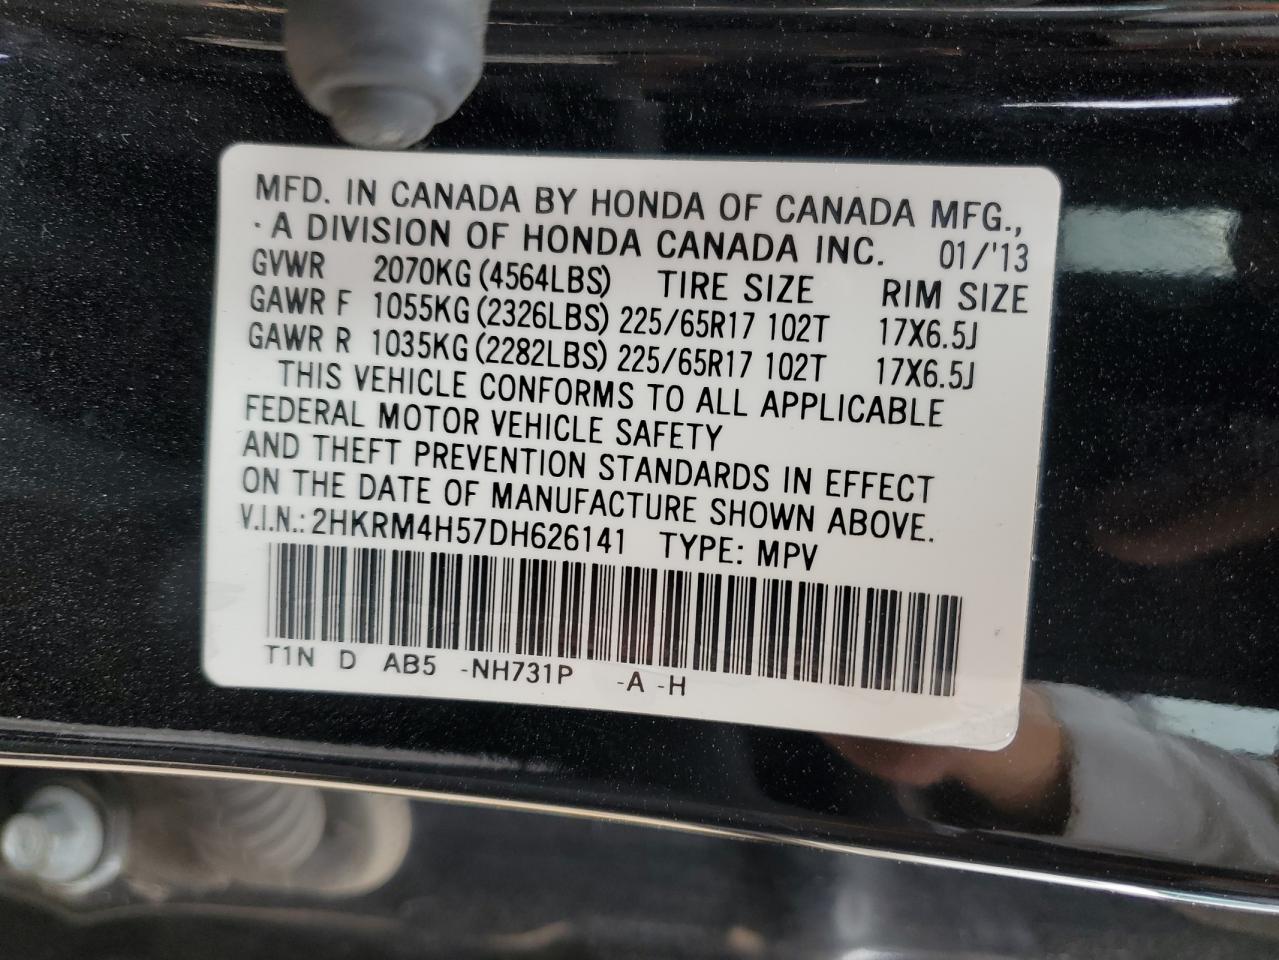 MFD. IN CANADA BY HONDA OF CANADA MFG.,
· A DIVISION OF HONDA CANADA INC. 01/'13
GVWR 2070KG (4564LBS) TIRE SIZE RIM SIZE
GAWR F 1055KG (2326LBS) 225/65R17 102T 17X6.5J
GAWR R 1035KG (2282LBS) 225/65R17 102T 17X6.5J
THIS VEHICLE CONFORMS TO ALL APPLICABLE
FEDERAL MOTOR VEHICLE SAFETY
AND THEFT PREVENTION STANDARDS IN EFFECT
ON THE DATE OF MANUFACTURE SHOWN ABOVE.
V.I.N.: 2HKRM4H57DH626141 TYPE: MPV
T1N D AB5 -NH731P -A -H